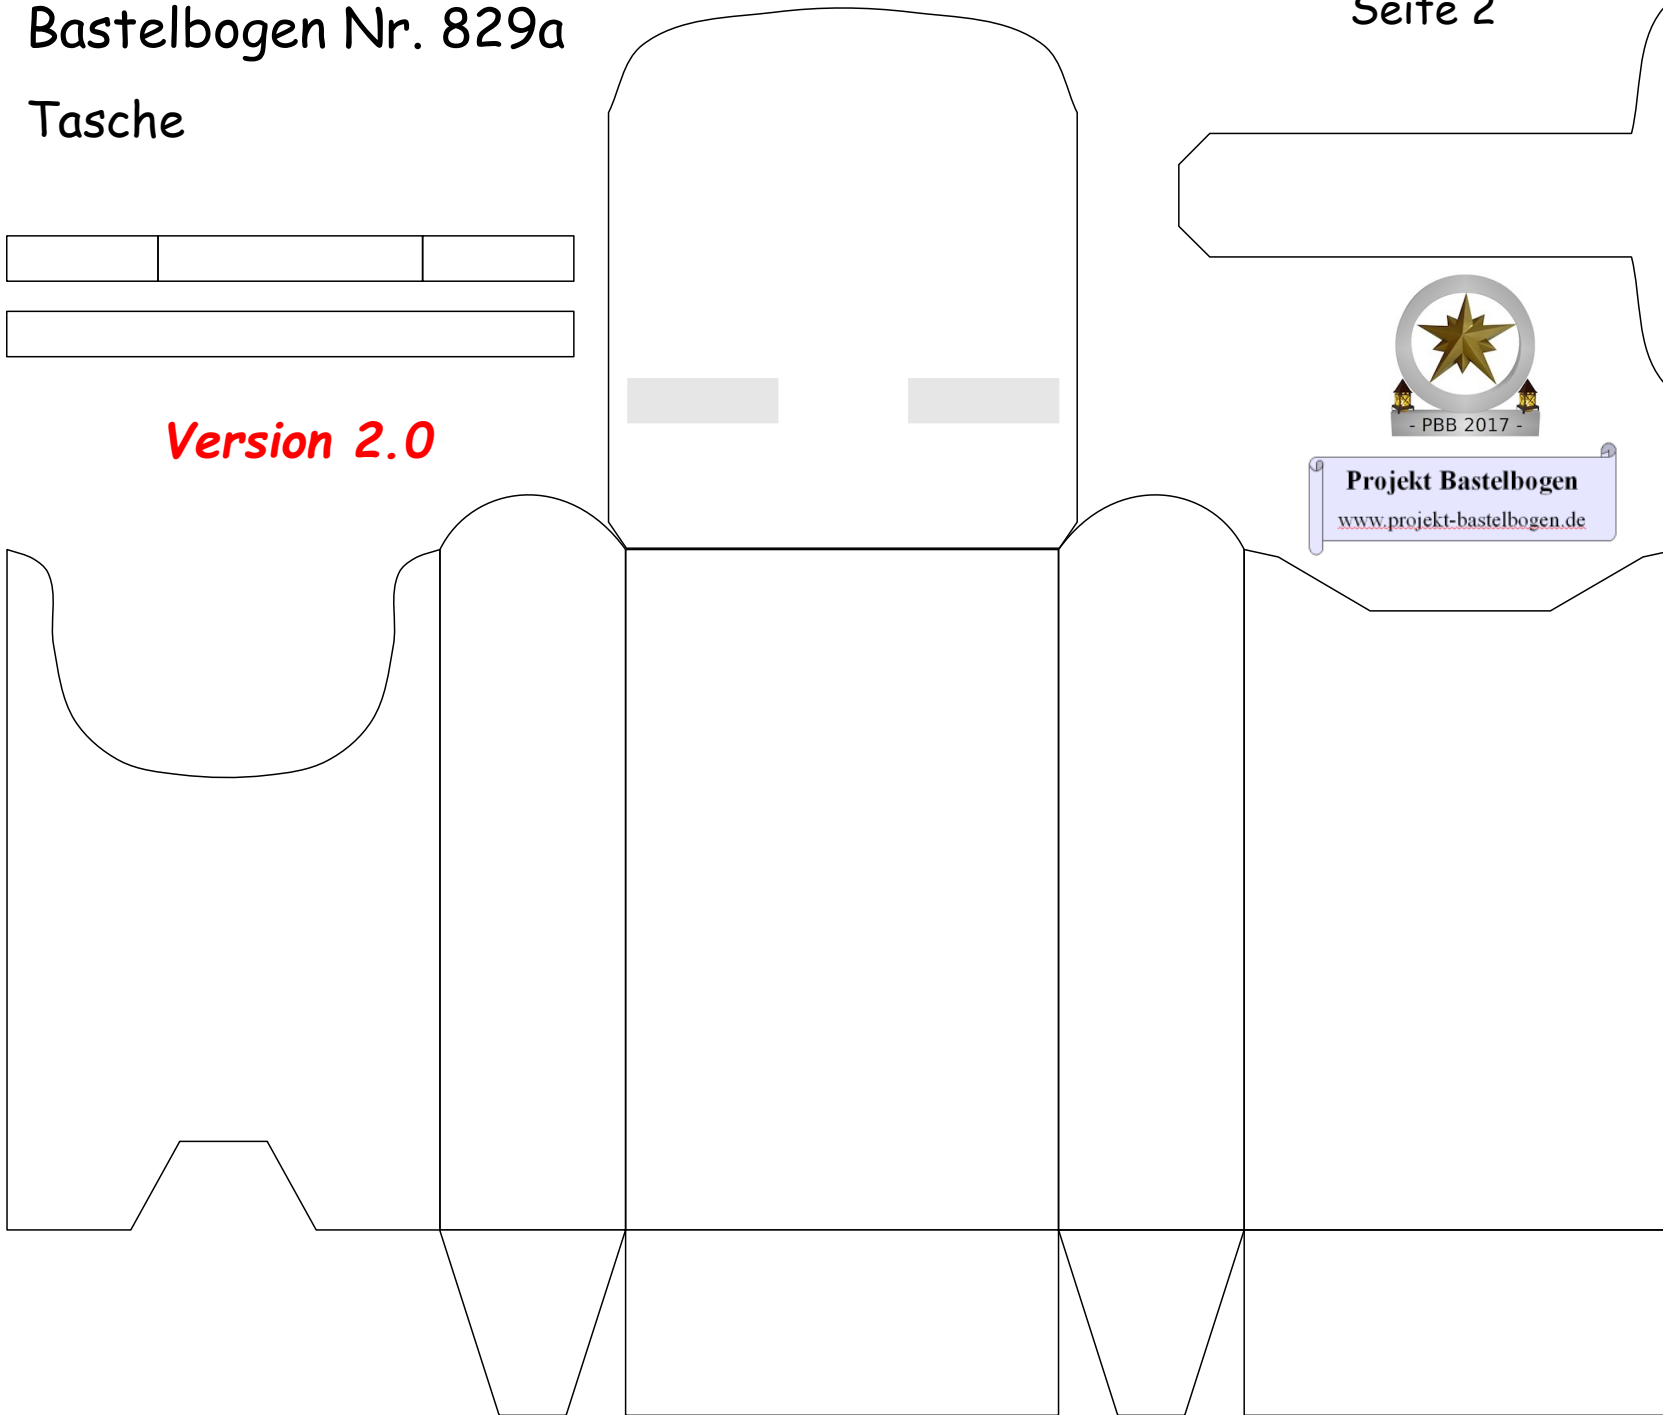 Bastelbogen Nr. 829a
Seite 2
Tasche
Version 2.0
- PBB 2017 -
Projekt Bastelbogen
www.projekt-bastelbogen.de